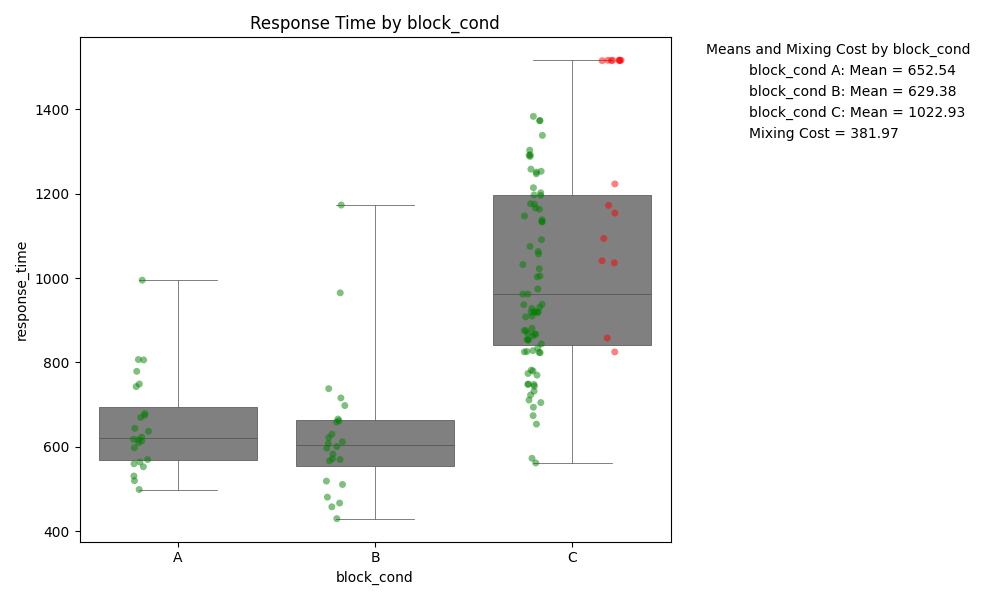 Response Time by block_cond
Means and Mixing Cost by block_cond
block_cond A: Mean = 652.54
block_cond B: Mean = 629.38
block_cond C: Mean = 1022.93
Mixing Cost = 381.97
response_time
1400
1200
1000
800
600
400
A
B
C
block_cond